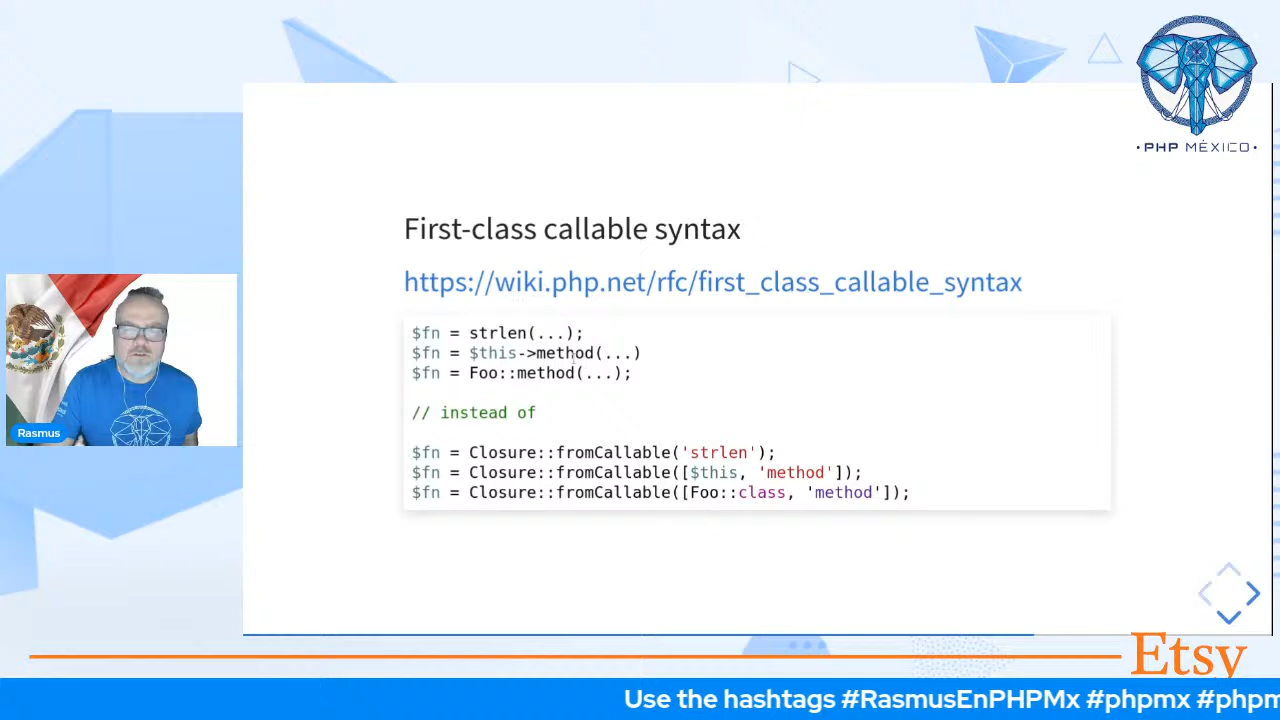 ·PHP MÉXICO·
First-class callable syntax
https://wiki.php.net/rfc/first_class_callable_syntax
$fn = strlen(...);
$fn = $this->method(...)
$fn = Foo::method(...);
// instead of
$fn = Closure::fromCallable('strlen');
$fn = Closure::fromCallable([$this, 'method']);
$fn = Closure::fromCallable([Foo::class, 'method']);
Rasmus
Etsy
Use the hashtags #RasmusEnPHPMx #phpmx #phpm